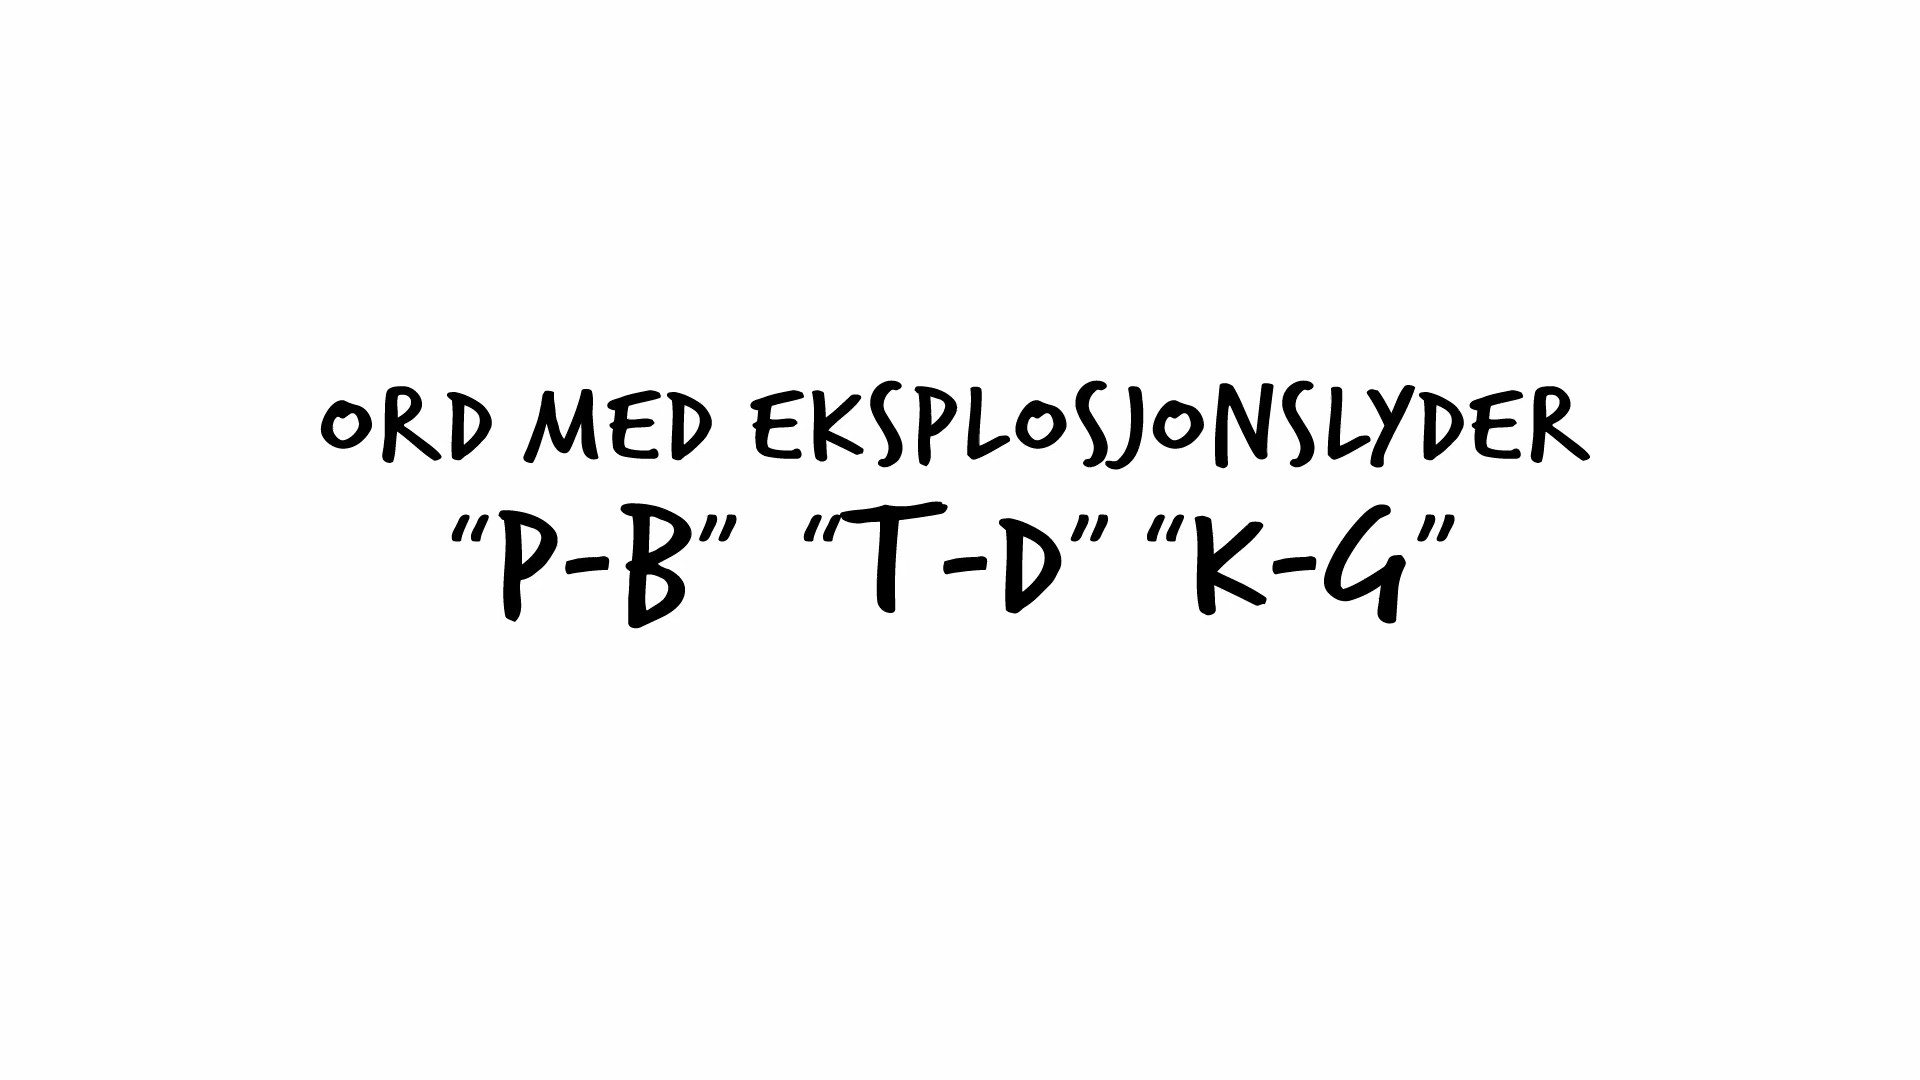 ORD MED EKSPLOSJONSLYDER
“P-B” “T-D” “K-G”